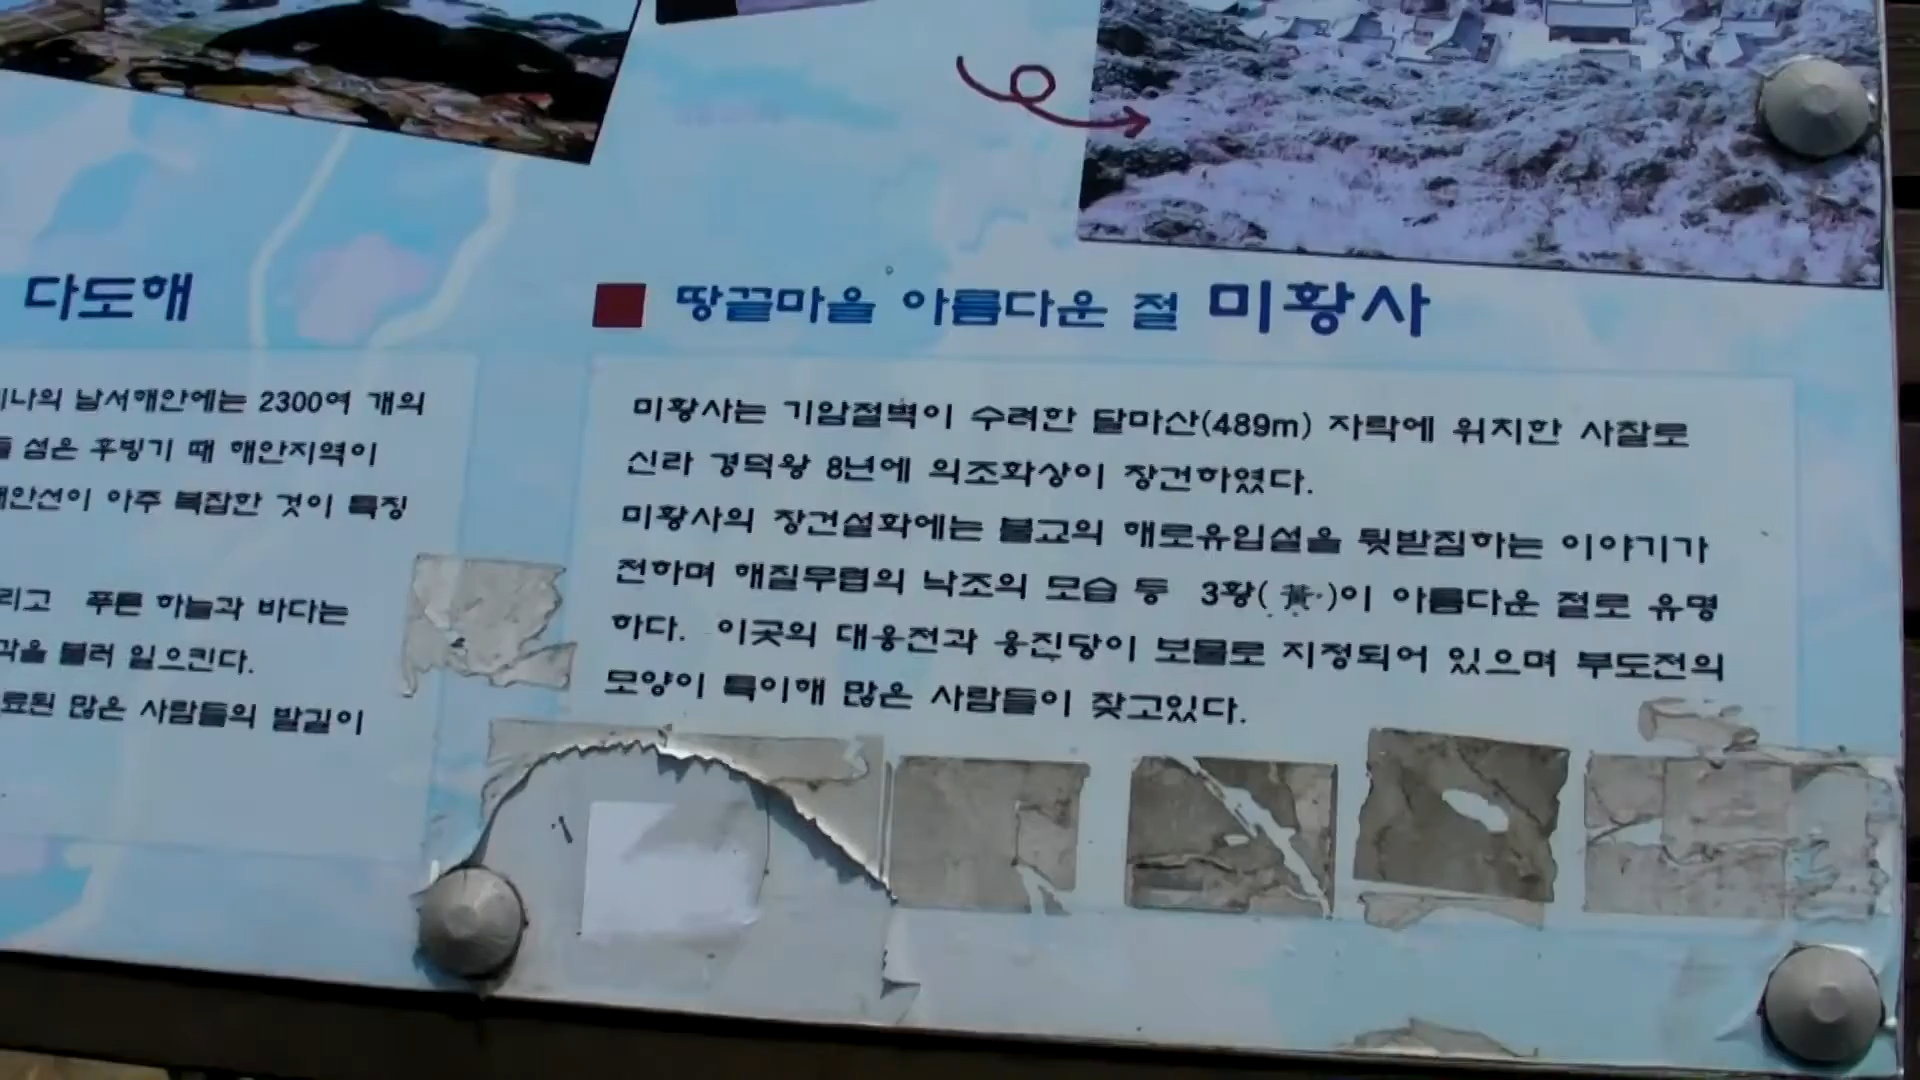 다도해
남서해안에는 2300여 개의
섬은 후빙기 때 해안지역이
해안선이 아주 복잡한 것이 특징
푸른 하늘과 바다는
불러 일으킨다.
많은 사람들의 발길이
땅끝마을 아름다운 절 미황사
미황사는 기암절벽이 수려한 달마산(489m) 자락에 위치한 사찰로
신라 경덕왕 8년에 의조화상이 창건하였다.
미황사의 창건설화에는 불교의 해로유입설을 뒷받침하는 이야기가
전하며 해질무렵의 낙조의 모습 등 3황(黃·)이 아름다운 절로 유명
하다. 이곳의 대웅전과 응진당이 보물로 지정되어 있으며 부도전의
모양이 특이해 많은 사람들이 찾고있다.